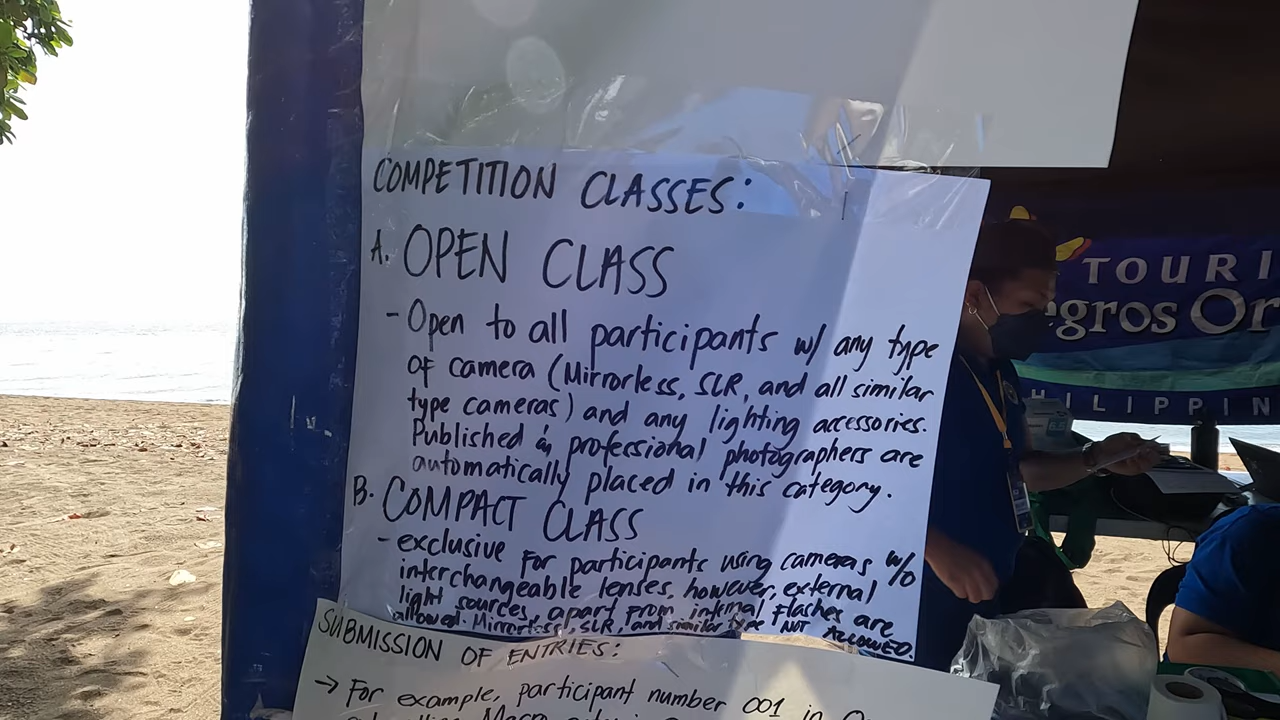 COMPETITION CLASSES:
A. OPEN CLASS
- Open to all participants w/ any type
of camera (Mirrorless, SLR, and all similar
type cameras) and any lighting accessories.
Published & professional photographers are
automatically placed in this category.
B. COMPACT CLASS
- exclusive for participants using cameras w/o
interchangeable lenses, however, external
light sources, apart from internal flashes are
allowed. Mirrorless, SLR, and similar type NOT ALLOWED.
SUBMISSION OF ENTRIES:
→ For example, participant number 001 in
TOURI
egros Or
HILIPPIN